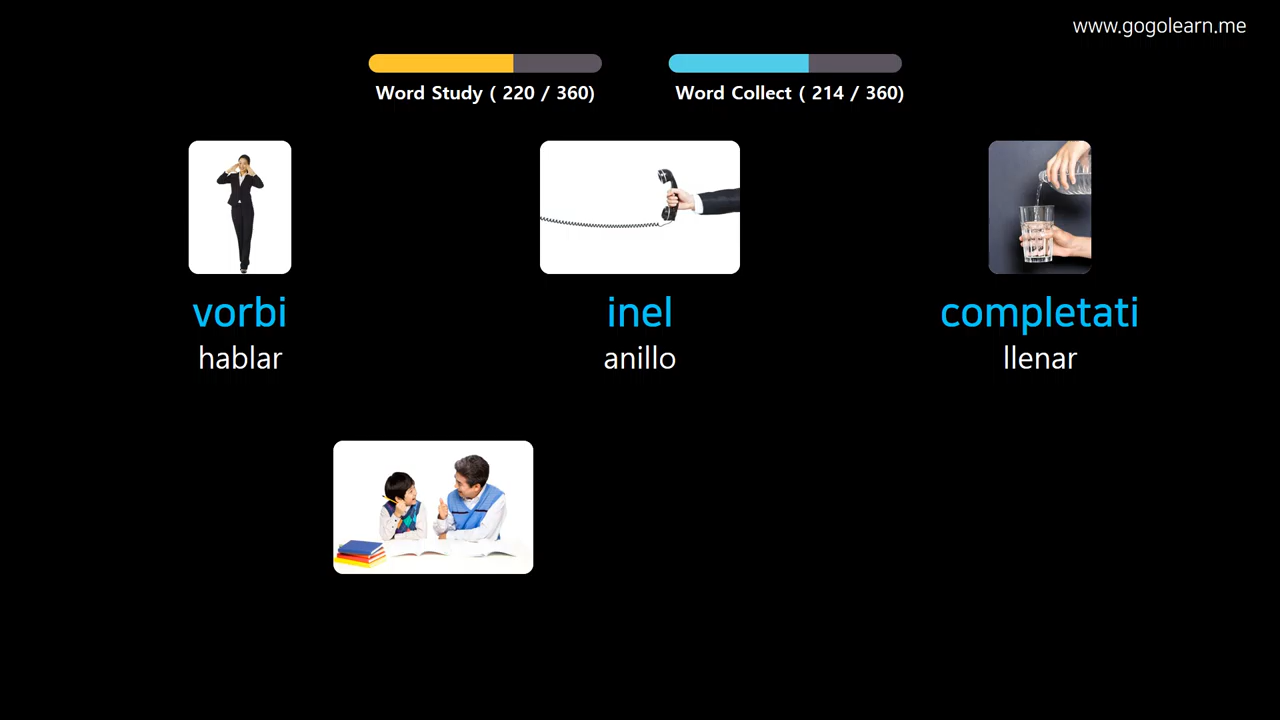 www.gogolearn.me
Word Study ( 220 / 360)
Word Collect ( 214 / 360)
vorbi
inel
completati
hablar
anillo
llenar